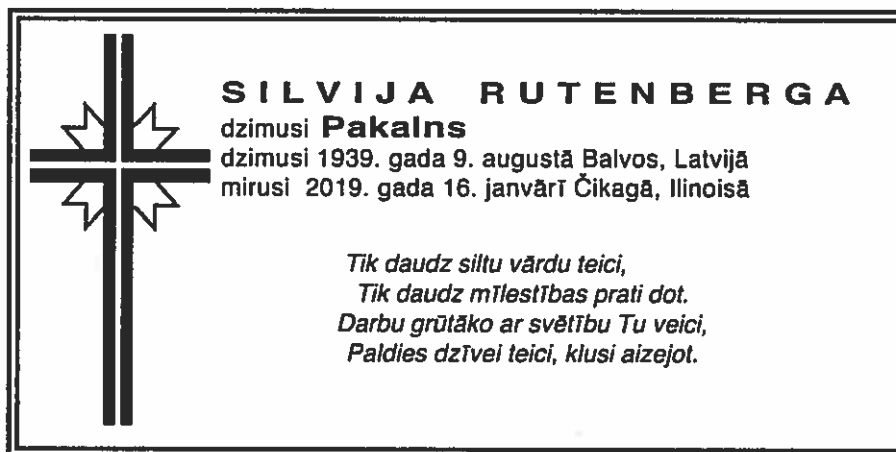 SILVIJA RUTENBERGA
dzimusi Pakalns
dzimusi 1939. gada 9. augustā Balvos, Latvijā
mirusi 2019. gada 16. janvārī Čikagā, Ilinoisā
Tik daudz siltu vārdu teici,
Tik daudz mīlestības prati dot.
Darbu grūtāko ar svētību Tu veici,
Paldies dzīvei teici, klusi aizejot.